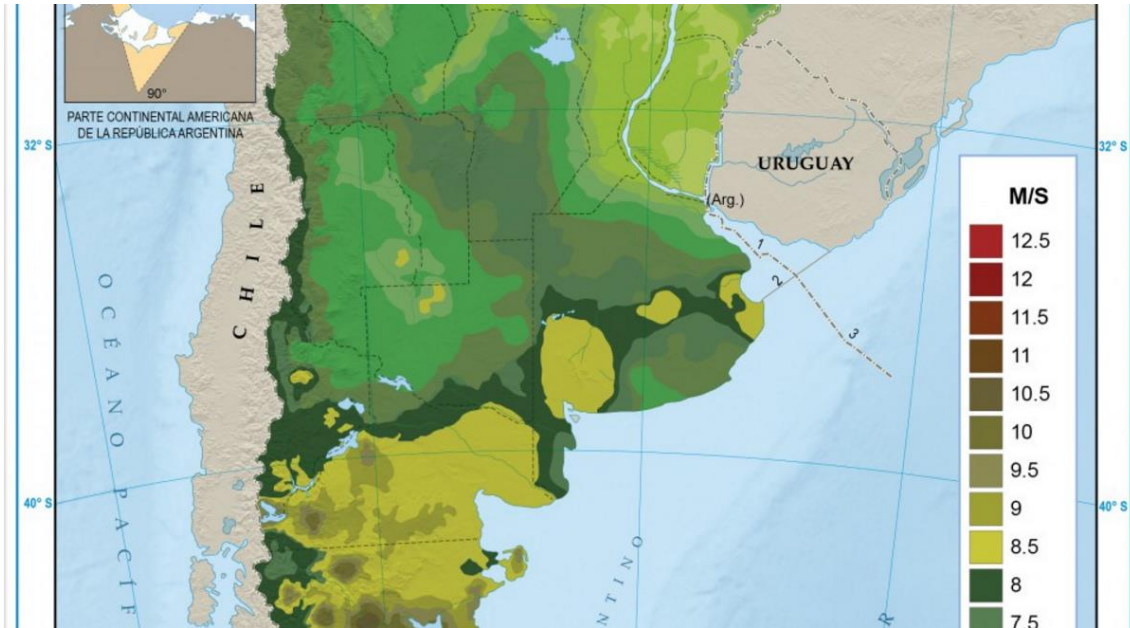 90°
PARTE CONTINENTAL AMERICANA
DE LA REPÚBLICA ARGENTINA
32° S
32° S
CHILE
URUGUAY
(Arg.)
1
2
3
OCÉANO PACÍF
M/S
12.5
12
11.5
11
10.5
10
9.5
9
8.5
8
7.5
40° S
40° S
NTINO
R